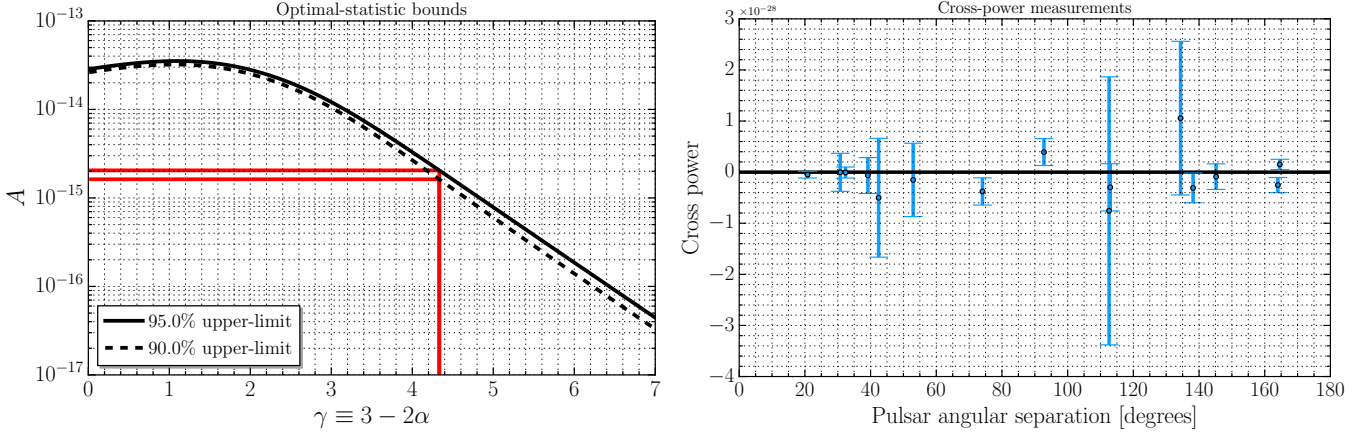 Optimal-statistic bounds
10⁻¹³
10⁻¹⁴
10⁻¹⁵
10⁻¹⁶
10⁻¹⁷
A
95.0% upper-limit
90.0% upper-limit
0 1 2 3 4 5 6 7
γ ≡ 3 − 2α
Cross-power measurements
×10⁻²⁸
3
2
1
0
−1
−2
−3
−4
Cross power
0 20 40 60 80 100 120 140 160 180
Pulsar angular separation [degrees]